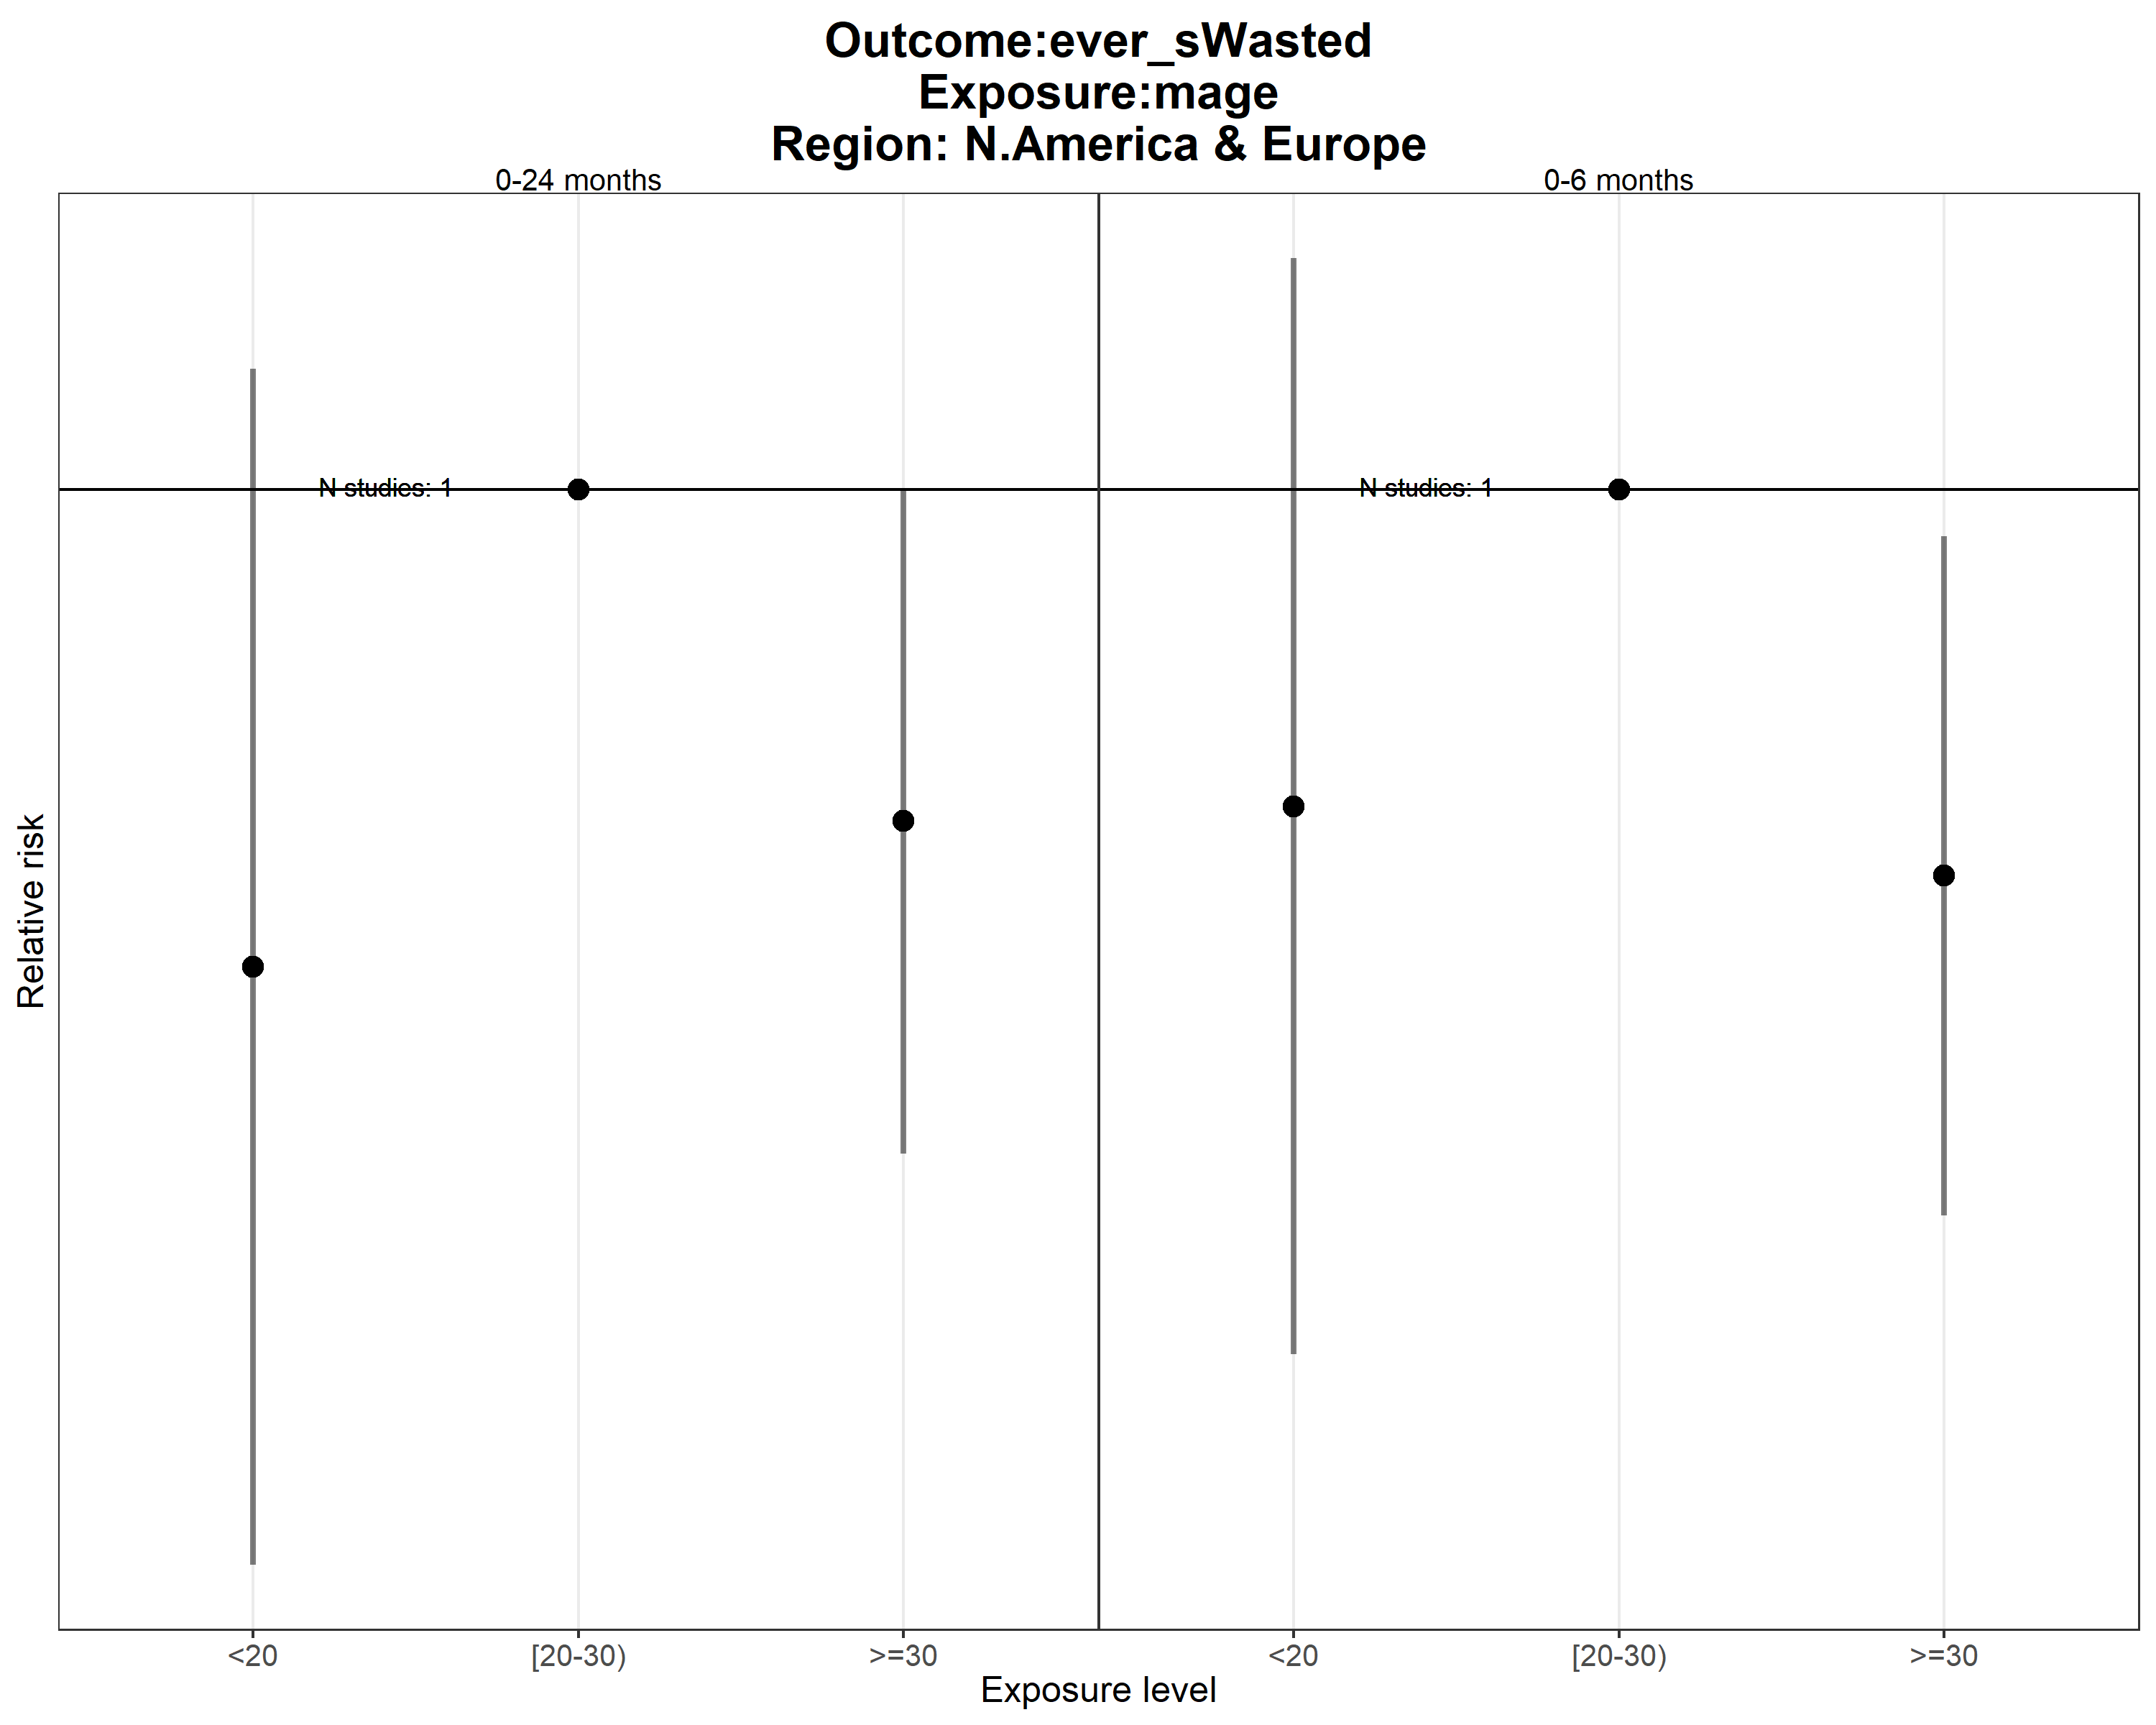 Outcome:ever_sWasted
Exposure:mage
Region: N.America & Europe
0-24 months
0-6 months
N studies: 1
N studies: 1
Relative risk
<20
[20-30)
>=30
<20
[20-30)
>=30
Exposure level